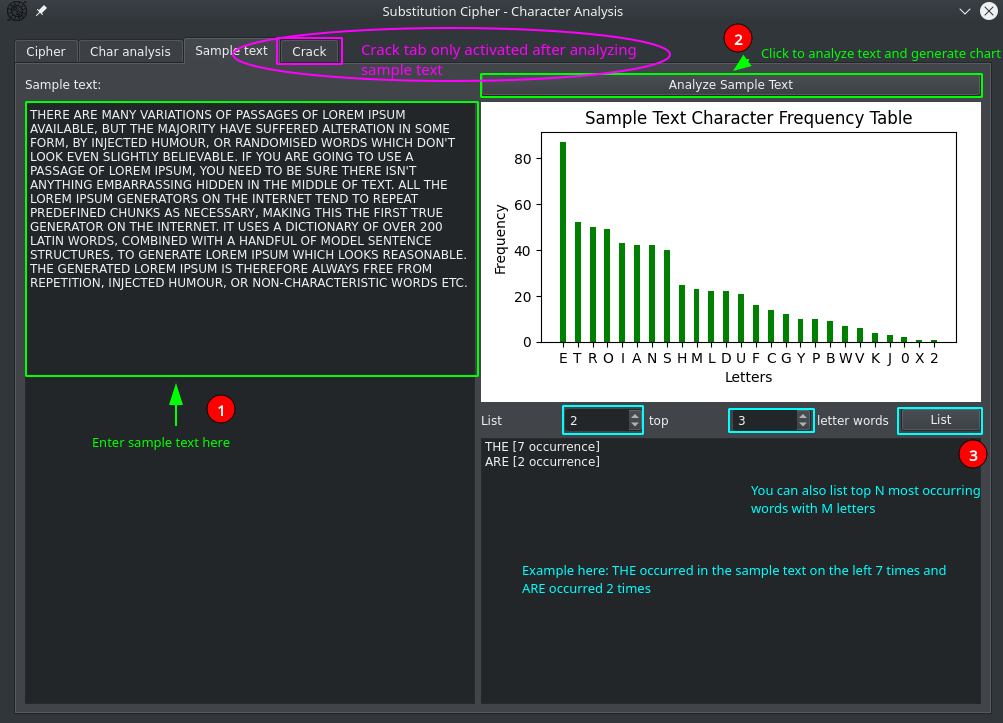 Substitution Cipher - Character Analysis
Cipher
Char analysis
Sample text
Crack
Crack tab only activated after analyzing
sample text
2
Click to analyze text and generate chart
Sample text:
Analyze Sample Text
THERE ARE MANY VARIATIONS OF PASSAGES OF LOREM IPSUM
AVAILABLE, BUT THE MAJORITY HAVE SUFFERED ALTERATION IN SOME
FORM, BY INJECTED HUMOUR, OR RANDOMISED WORDS WHICH DON'T
LOOK EVEN SLIGHTLY BELIEVABLE. IF YOU ARE GOING TO USE A
PASSAGE OF LOREM IPSUM, YOU NEED TO BE SURE THERE ISN'T
ANYTHING EMBARRASSING HIDDEN IN THE MIDDLE OF TEXT. ALL THE
LOREM IPSUM GENERATORS ON THE INTERNET TEND TO REPEAT
PREDEFINED CHUNKS AS NECESSARY, MAKING THIS THE FIRST TRUE
GENERATOR ON THE INTERNET. IT USES A DICTIONARY OF OVER 200
LATIN WORDS, COMBINED WITH A HANDFUL OF MODEL SENTENCE
STRUCTURES, TO GENERATE LOREM IPSUM WHICH LOOKS REASONABLE.
THE GENERATED LOREM IPSUM IS THEREFORE ALWAYS FREE FROM
REPETITION, INJECTED HUMOUR, OR NON-CHARACTERISTIC WORDS ETC.
1
Enter sample text here
Sample Text Character Frequency Table
Frequency
80
60
40
20
0
E T R O I A N S H M L D U F C G Y P B W V K J 0 X 2
Letters
List
2
top
3
letter words
List
3
THE [7 occurrence]
ARE [2 occurrence]
You can also list top N most occurring
words with M letters
Example here: THE occurred in the sample text on the left 7 times and
ARE occurred 2 times